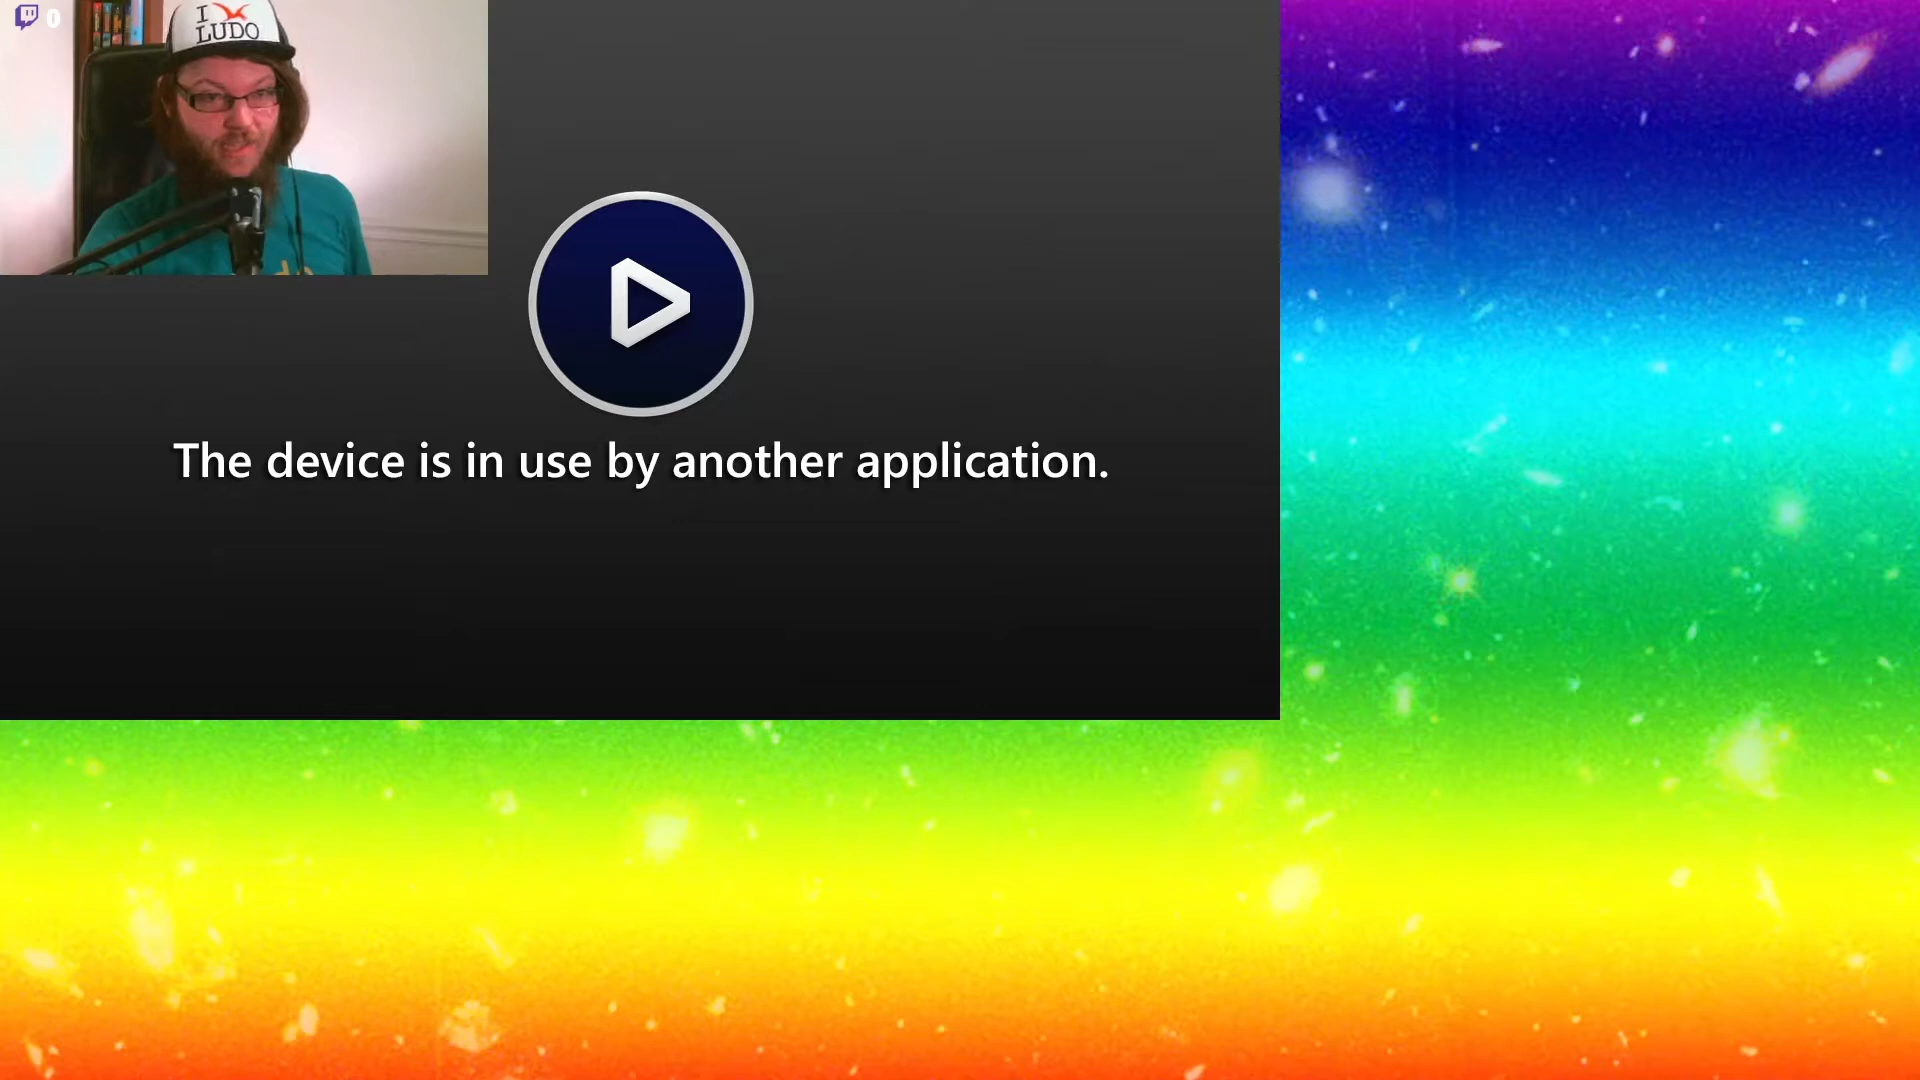 0
I
LUDO
The device is in use by another application.